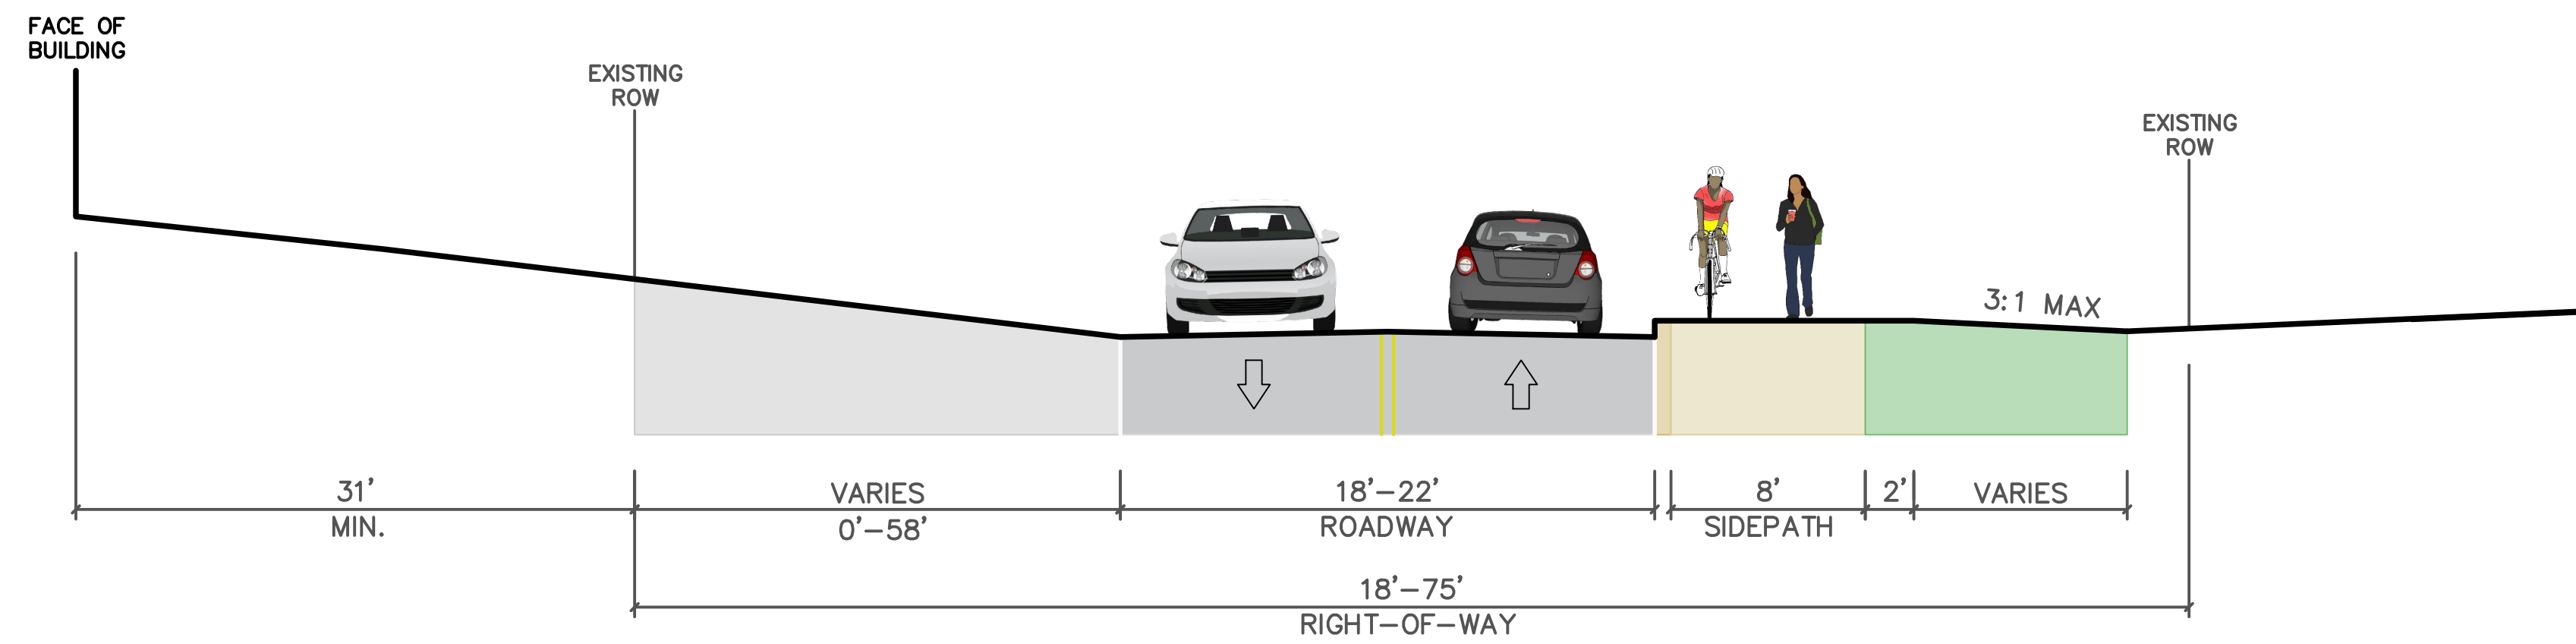 FACE OF
BUILDING
EXISTING
ROW
EXISTING
ROW
3:1 MAX
31'
MIN.
VARIES
0'-58'
18'-22'
ROADWAY
8'
SIDEPATH
2'
VARIES
18'-75'
RIGHT-OF-WAY